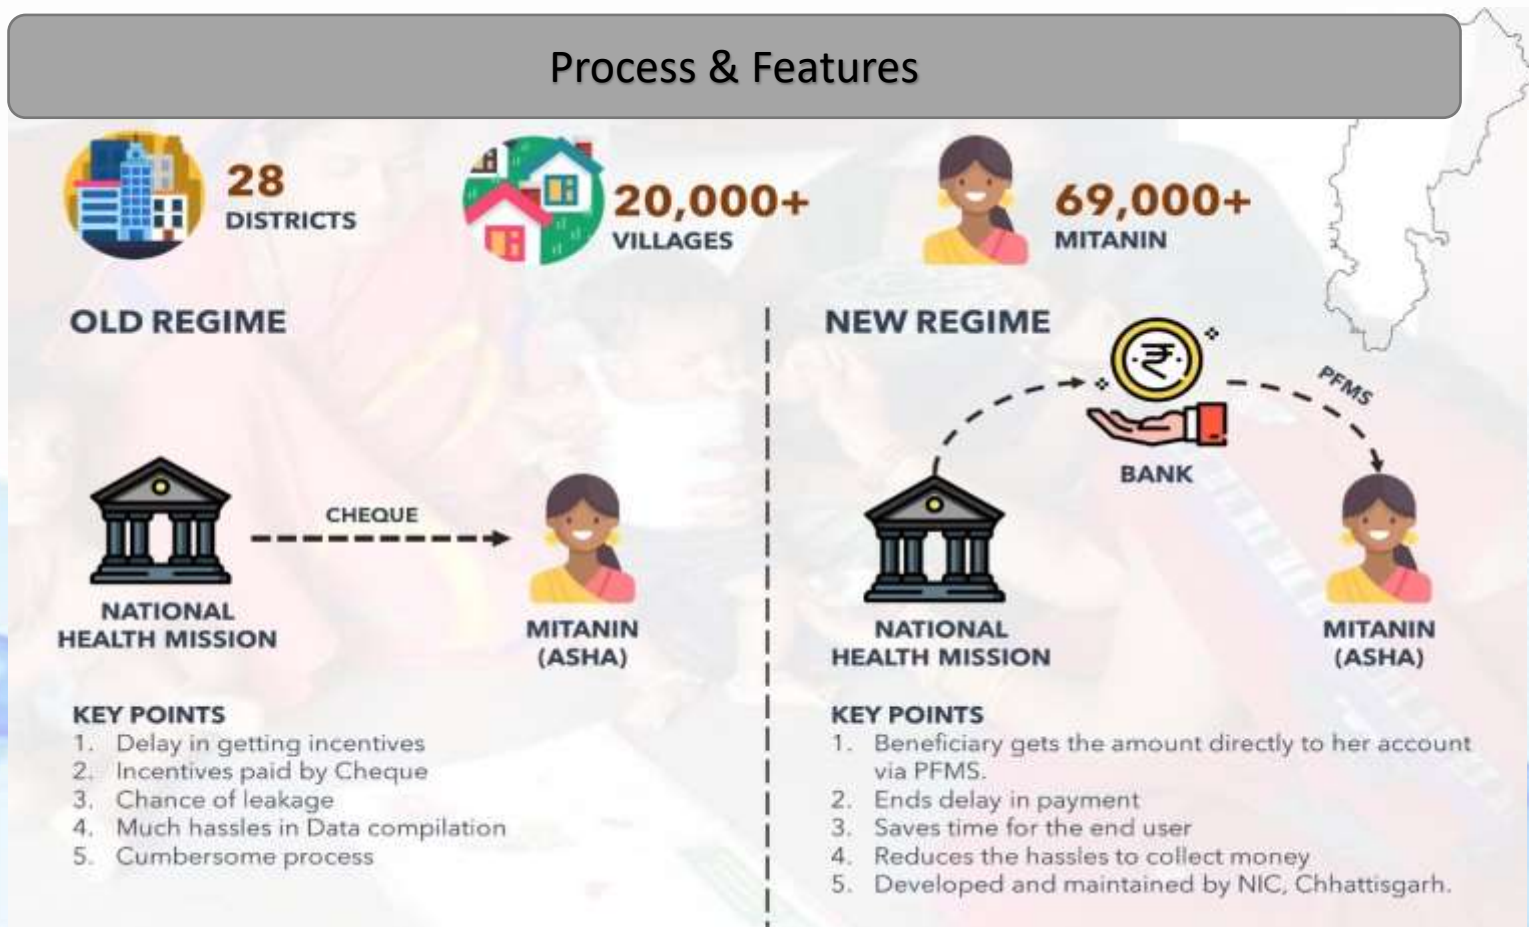 Process & Features
28
DISTRICTS
20,000+
VILLAGES
69,000+
MITANIN
OLD REGIME
CHEQUE
NATIONAL
HEALTH MISSION
MITANIN
(ASHA)
KEY POINTS
1. Delay in getting incentives
2. Incentives paid by Cheque
3. Chance of leakage
4. Much hassles in Data compilation
5. Cumbersome process
NEW REGIME
PFMS
BANK
NATIONAL
HEALTH MISSION
MITANIN
(ASHA)
KEY POINTS
1. Beneficiary gets the amount directly to her account
via PFMS.
2. Ends delay in payment
3. Saves time for the end user
4. Reduces the hassles to collect money
5. Developed and maintained by NIC, Chhattisgarh.